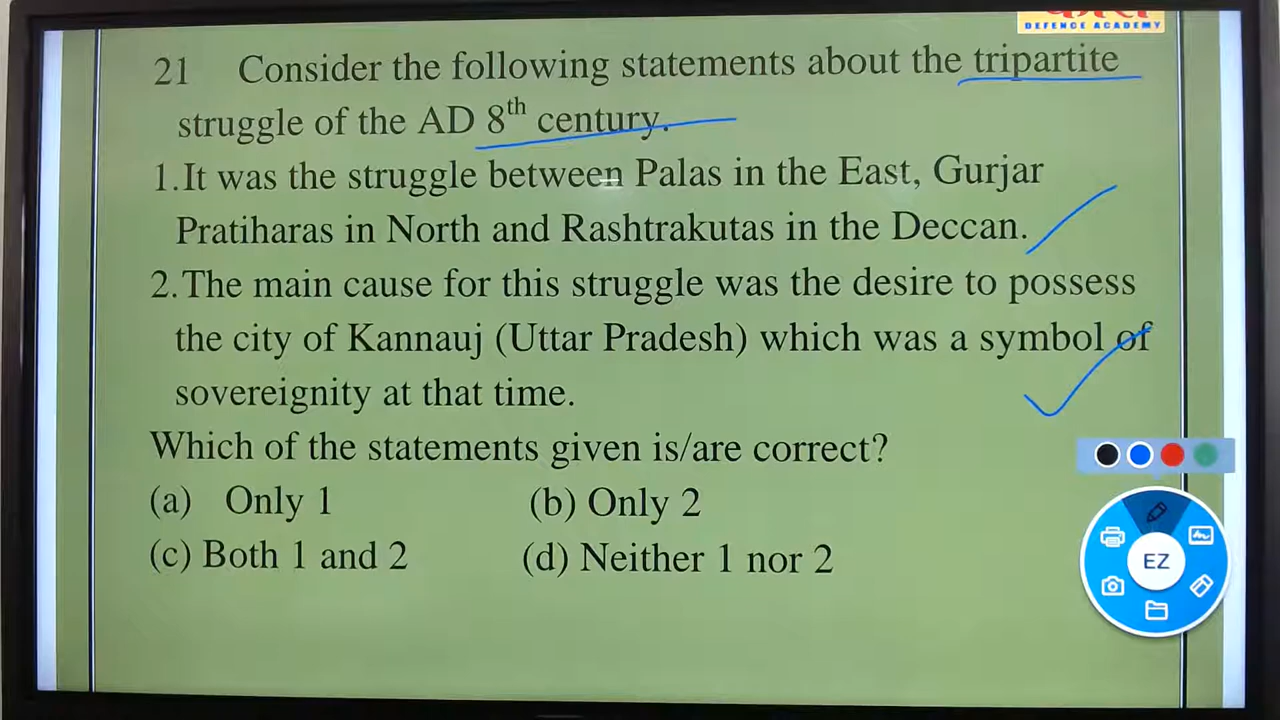 DEFENCE ACADEMY
21 Consider the following statements about the tripartite
struggle of the AD 8th century.
1.It was the struggle between Palas in the East, Gurjar
Pratiharas in North and Rashtrakutas in the Deccan.
2.The main cause for this struggle was the desire to possess
the city of Kannauj (Uttar Pradesh) which was a symbol of
sovereignity at that time.
Which of the statements given is/are correct?
(a) Only 1 (b) Only 2
(c) Both 1 and 2 (d) Neither 1 nor 2
EZ